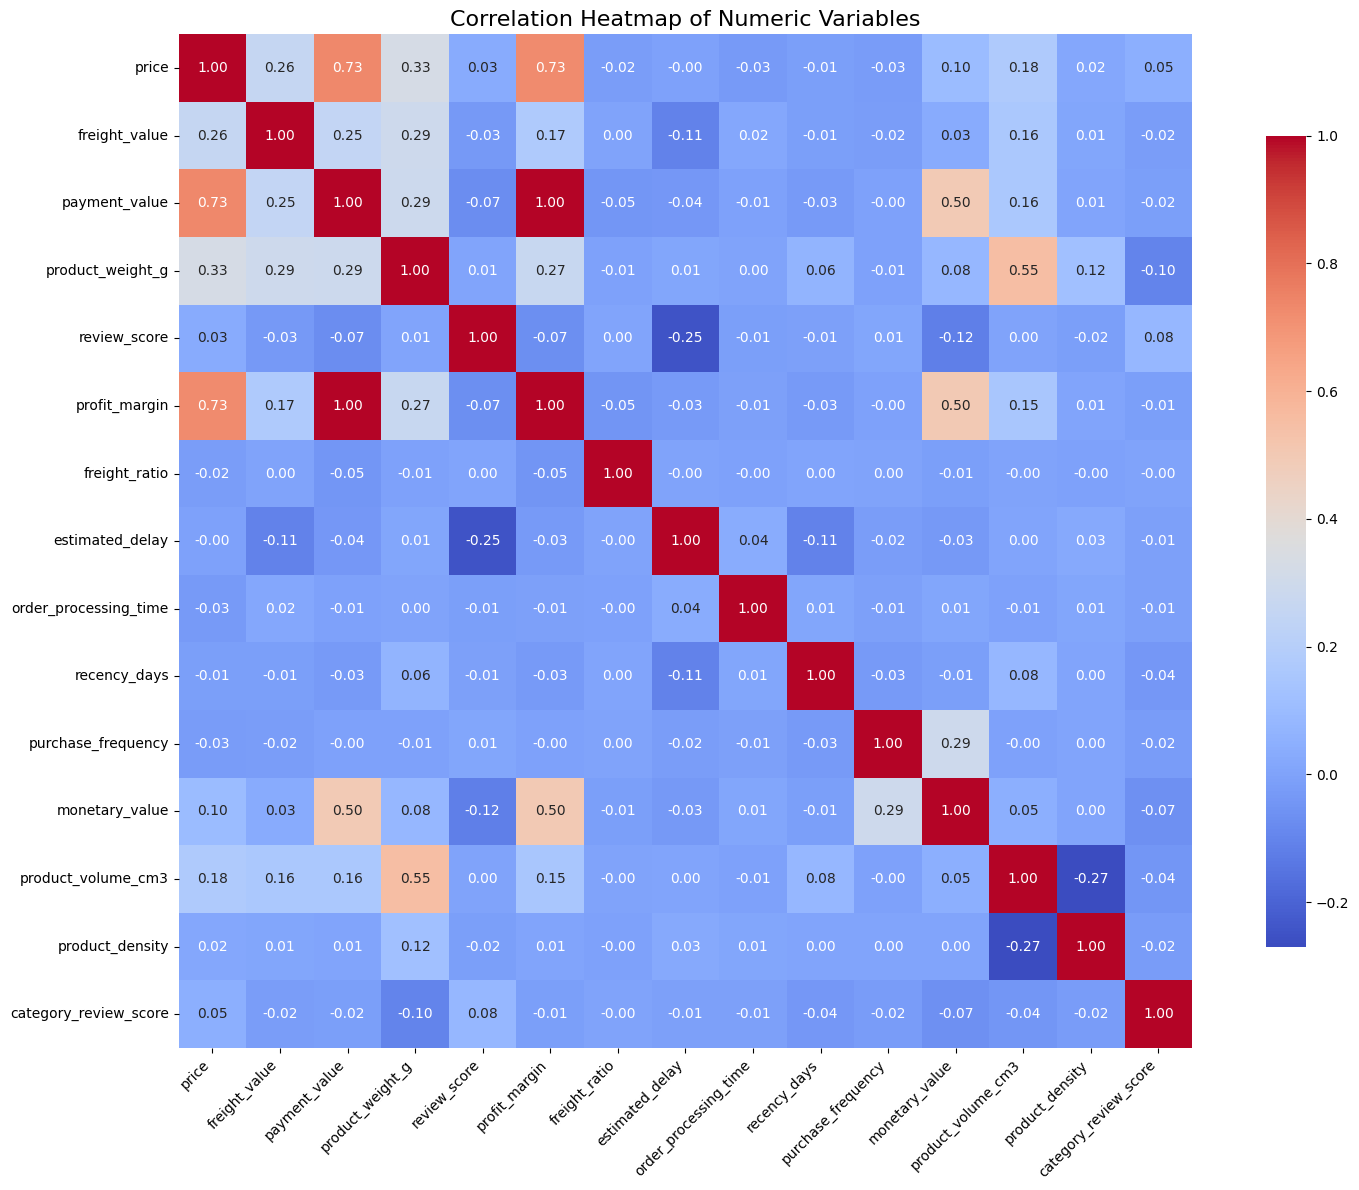 Correlation Heatmap of Numeric Variables
price 1.00 0.26 0.73 0.33 0.03 0.73 -0.02 -0.00 -0.03 -0.01 -0.03 0.10 0.18 0.02 0.05
freight_value 0.26 1.00 0.25 0.29 -0.03 0.17 0.00 -0.11 0.02 -0.01 -0.02 0.03 0.16 0.01 -0.02
payment_value 0.73 0.25 1.00 0.29 -0.07 1.00 -0.05 -0.04 -0.01 -0.03 -0.00 0.50 0.16 0.01 -0.02
product_weight_g 0.33 0.29 0.29 1.00 0.01 0.27 -0.01 0.01 0.00 0.06 -0.01 0.08 0.55 0.12 -0.10
review_score 0.03 -0.03 -0.07 0.01 1.00 -0.07 0.00 -0.25 -0.01 -0.01 0.01 -0.12 0.00 -0.02 0.08
profit_margin 0.73 0.17 1.00 0.27 -0.07 1.00 -0.05 -0.03 -0.01 -0.03 -0.00 0.50 0.15 0.01 -0.01
freight_ratio -0.02 0.00 -0.05 -0.01 0.00 -0.05 1.00 -0.00 -0.00 0.00 0.00 -0.01 -0.00 -0.00 -0.00
estimated_delay -0.00 -0.11 -0.04 0.01 -0.25 -0.03 -0.00 1.00 0.04 -0.11 -0.02 -0.03 0.00 0.03 -0.01
order_processing_time -0.03 0.02 -0.01 0.00 -0.01 -0.01 -0.00 0.04 1.00 0.01 -0.01 0.01 -0.01 0.01 -0.01
recency_days -0.01 -0.01 -0.03 0.06 -0.01 -0.03 0.00 -0.11 0.01 1.00 -0.03 -0.01 0.08 0.00 -0.04
purchase_frequency -0.03 -0.02 -0.00 -0.01 0.01 -0.00 0.00 -0.02 -0.01 -0.03 1.00 0.29 -0.00 0.00 -0.02
monetary_value 0.10 0.03 0.50 0.08 -0.12 0.50 -0.01 -0.03 0.01 -0.01 0.29 1.00 0.05 0.00 -0.07
product_volume_cm3 0.18 0.16 0.16 0.55 0.00 0.15 -0.00 0.00 -0.01 0.08 -0.00 0.05 1.00 -0.27 -0.04
product_density 0.02 0.01 0.01 0.12 -0.02 0.01 -0.00 0.03 0.01 0.00 0.00 0.00 -0.27 1.00 -0.02
category_review_score 0.05 -0.02 -0.02 -0.10 0.08 -0.01 -0.00 -0.01 -0.01 -0.04 -0.02 -0.07 -0.04 -0.02 1.00
price
freight_value
payment_value
product_weight_g
review_score
profit_margin
freight_ratio
estimated_delay
order_processing_time
recency_days
purchase_frequency
monetary_value
product_volume_cm3
product_density
category_review_score
1.0
0.8
0.6
0.4
0.2
0.0
−0.2